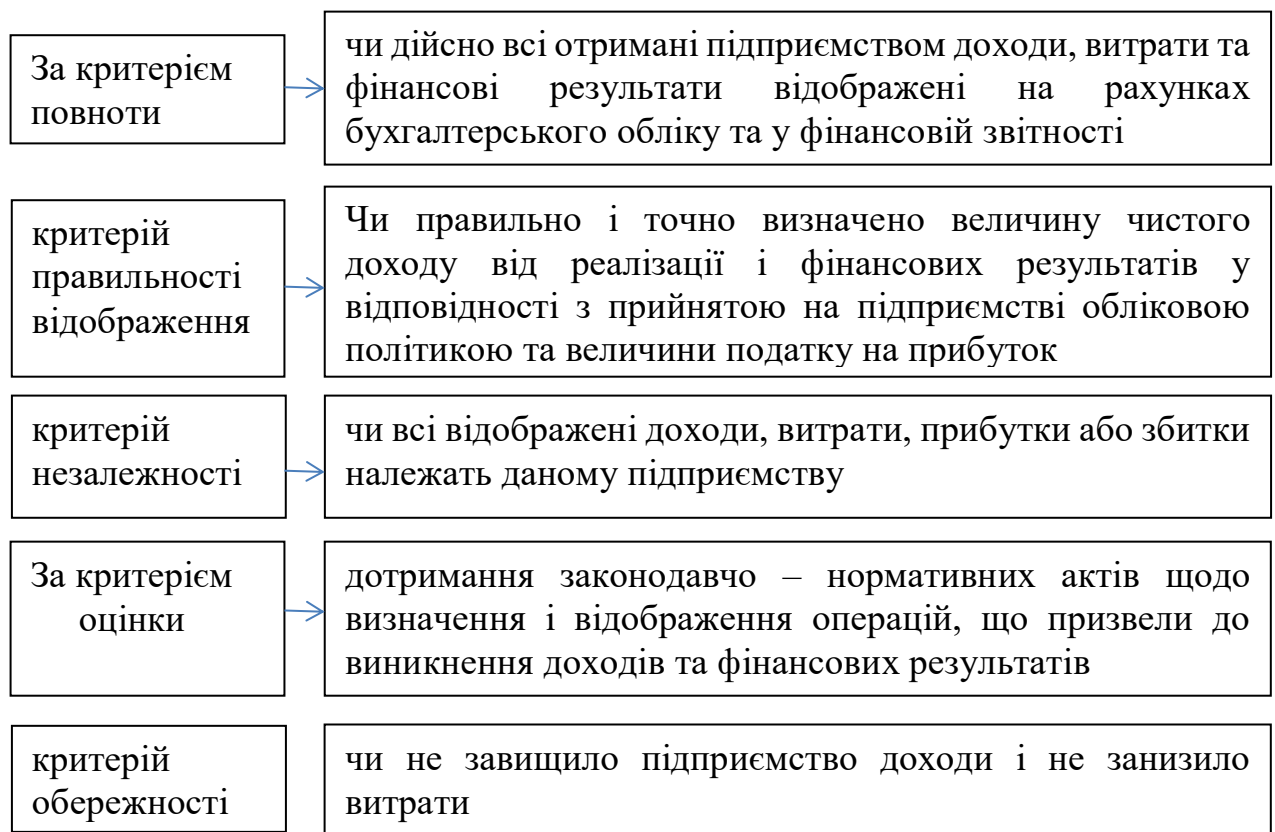 За критерієм
повноти
чи дійсно всі отримані підприємством доходи, витрати та
фінансові результати відображені на рахунках
бухгалтерського обліку та у фінансовій звітності
критерій
правильності
відображення
Чи правильно і точно визначено величину чистого
доходу від реалізації і фінансових результатів у
відповідності з прийнятою на підприємстві обліковою
політикою та величини податку на прибуток
критерій
незалежності
чи всі відображені доходи, витрати, прибутки або збитки
належать даному підприємству
За критерієм
оцінки
дотримання законодавчо – нормативних актів щодо
визначення і відображення операцій, що призвели до
виникнення доходів та фінансових результатів
критерій
обережності
чи не завищило підприємство доходи і не занизило
витрати